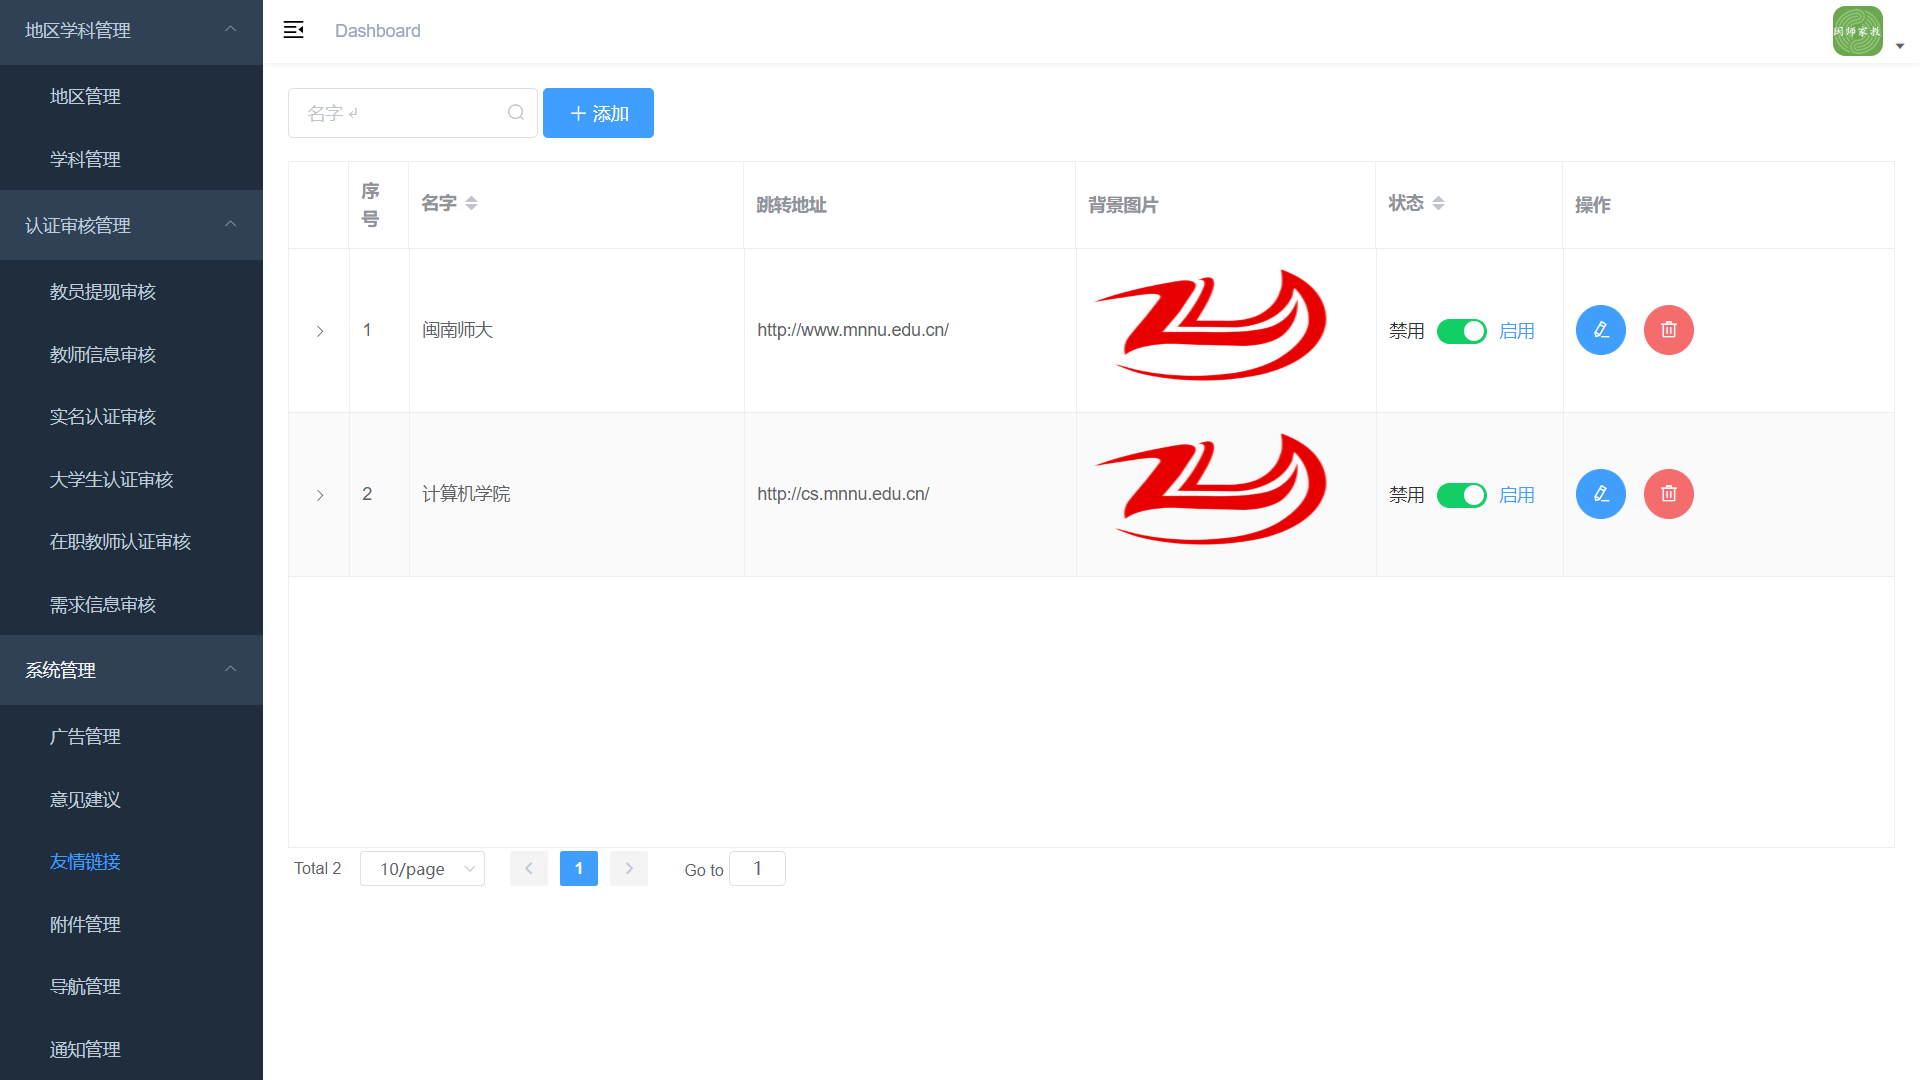 地区学科管理
地区管理
学科管理
认证审核管理
教员提现审核
教师信息审核
实名认证审核
大学生认证审核
在职教师认证审核
需求信息审核
系统管理
广告管理
意见建议
友情链接
附件管理
导航管理
通知管理
Dashboard
闵师家教
名字 ↲
添加
序号 名字 跳转地址 背景图片 状态 操作
1 闽南师大 http://www.mnnu.edu.cn/ 禁用 启用
2 计算机学院 http://cs.mnnu.edu.cn/ 禁用 启用
Total 2 10/page 1 Go to 1